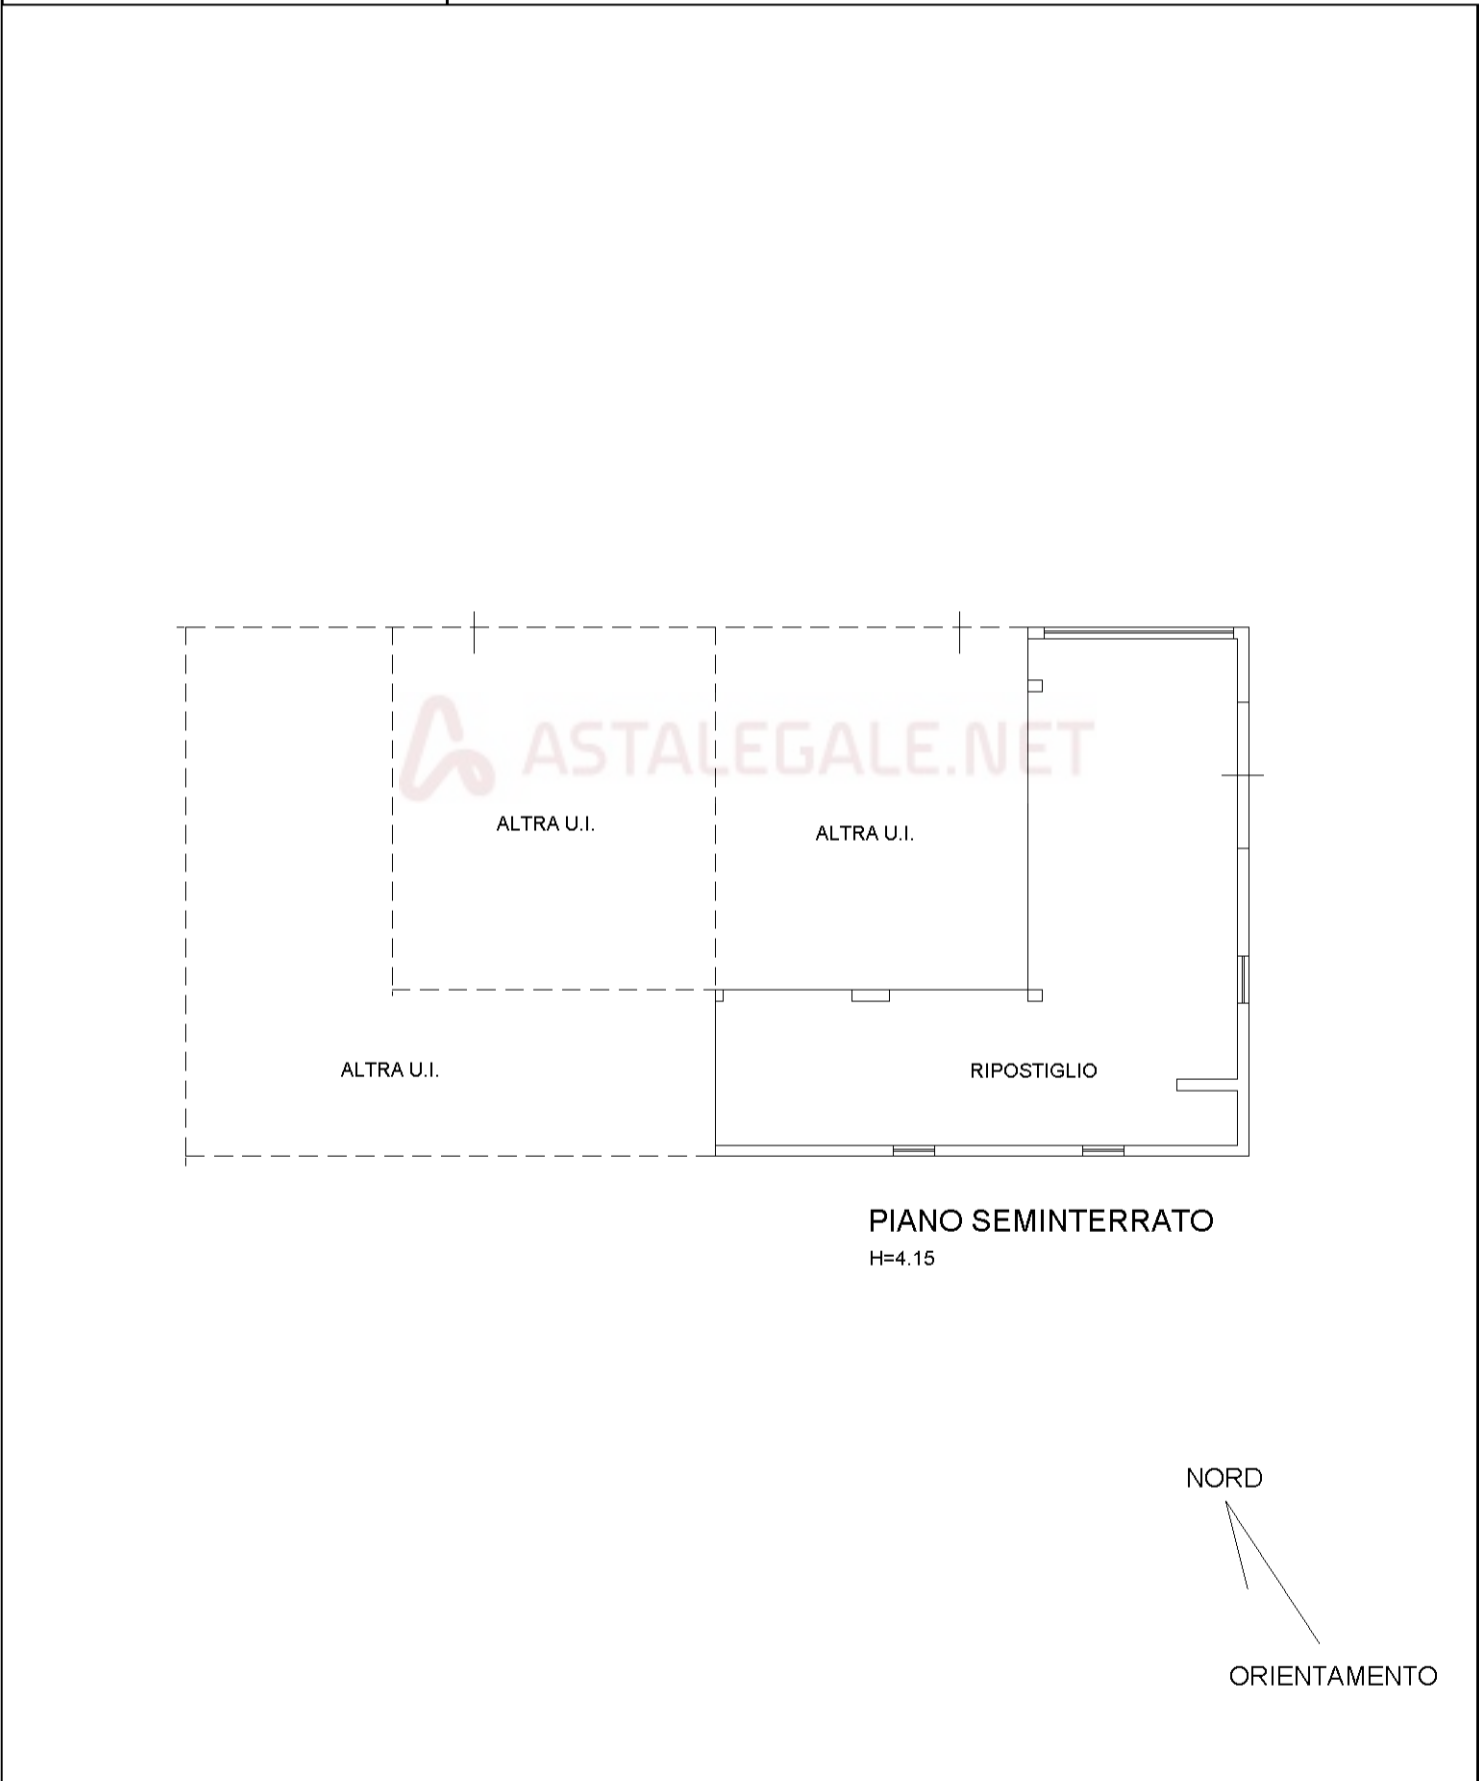 ASTALEGALE.NET
ALTRA U.I.
ALTRA U.I.
ALTRA U.I.
RIPOSTIGLIO
PIANO SEMINTERRATO
H=4.15
NORD
ORIENTAMENTO